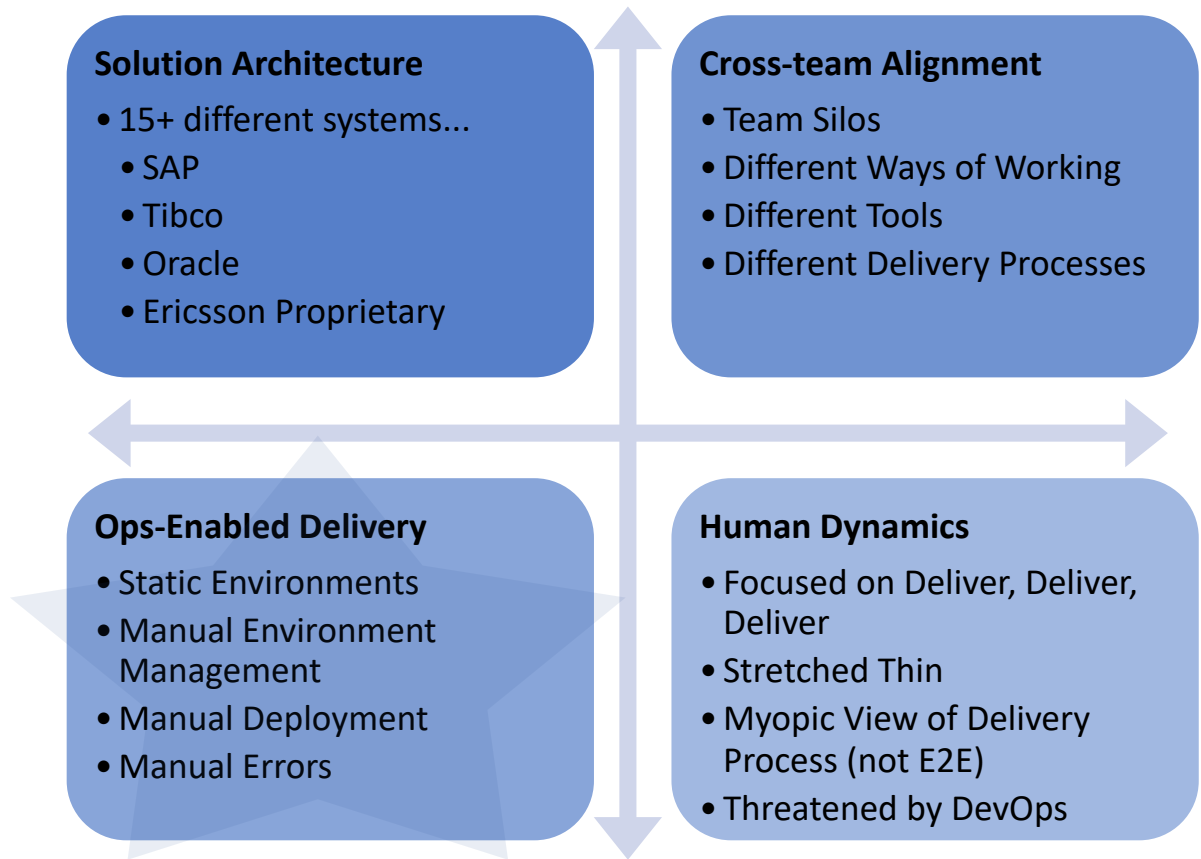 Solution Architecture
• 15+ different systems...
• SAP
• Tibco
• Oracle
• Ericsson Proprietary
Cross-team Alignment
• Team Silos
• Different Ways of Working
• Different Tools
• Different Delivery Processes
Ops-Enabled Delivery
• Static Environments
• Manual Environment
Management
• Manual Deployment
• Manual Errors
Human Dynamics
• Focused on Deliver, Deliver,
Deliver
• Stretched Thin
• Myopic View of Delivery
Process (not E2E)
• Threatened by DevOps